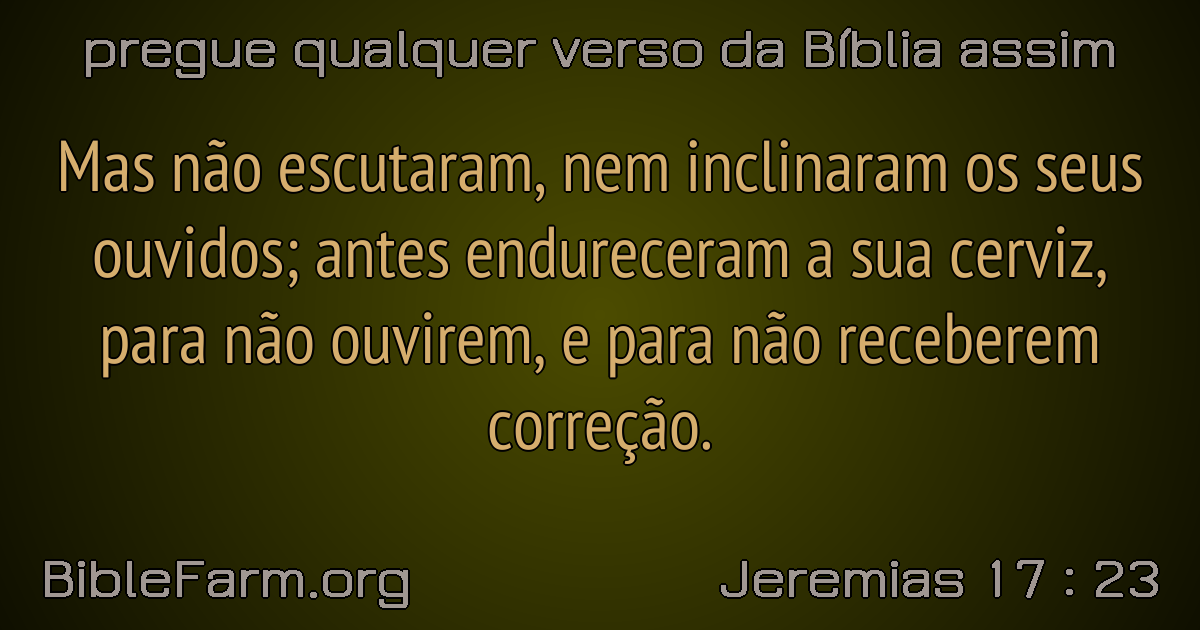 pregue qualquer verso da Bíblia assim
Mas não escutaram, nem inclinaram os seus
ouvidos; antes endureceram a sua cerviz,
para não ouvirem, e para não receberem
correção.
BibleFarm.org
Jeremias 17 : 23